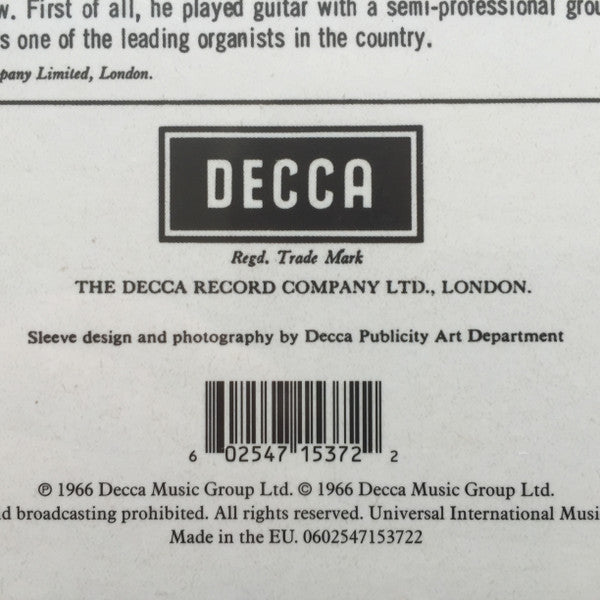 w. First of all, he played guitar with a semi-professional grou
s one of the leading organists in the country.
pany Limited, London.
DECCA
Regd. Trade Mark
THE DECCA RECORD COMPANY LTD., LONDON.
Sleeve design and photography by Decca Publicity Art Department
6 02547 15372 2
℗ 1966 Decca Music Group Ltd. © 1966 Decca Music Group Ltd.
d broadcasting prohibited. All rights reserved. Universal International Musi
Made in the EU. 0602547153722